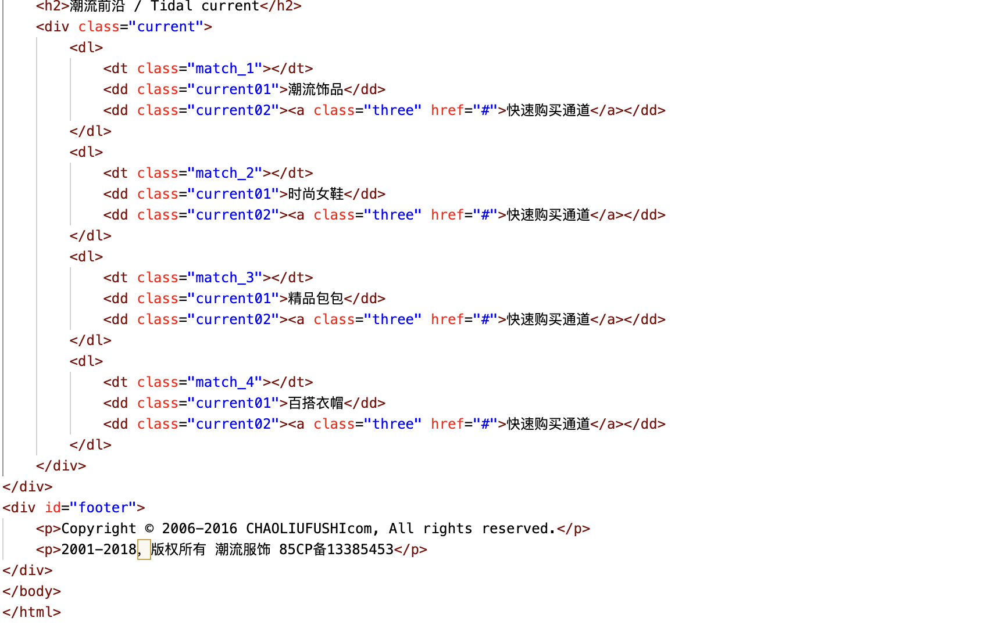 <h2>潮流前沿 / Tidal current</h2>
<div class="current">
<dl>
<dt class="match_1"></dt>
<dd class="current01">潮流饰品</dd>
<dd class="current02"><a class="three" href="#">快速购买通道</a></dd>
</dl>
<dl>
<dt class="match_2"></dt>
<dd class="current01">时尚女鞋</dd>
<dd class="current02"><a class="three" href="#">快速购买通道</a></dd>
</dl>
<dl>
<dt class="match_3"></dt>
<dd class="current01">精品包包</dd>
<dd class="current02"><a class="three" href="#">快速购买通道</a></dd>
</dl>
<dl>
<dt class="match_4"></dt>
<dd class="current01">百搭衣帽</dd>
<dd class="current02"><a class="three" href="#">快速购买通道</a></dd>
</dl>
</div>
</div>
<div id="footer">
<p>Copyright © 2006-2016 CHAOLIUFUSHIcom, All rights reserved.</p>
<p>2001-2018，版权所有 潮流服饰 85CP备13385453</p>
</div>
</body>
</html>